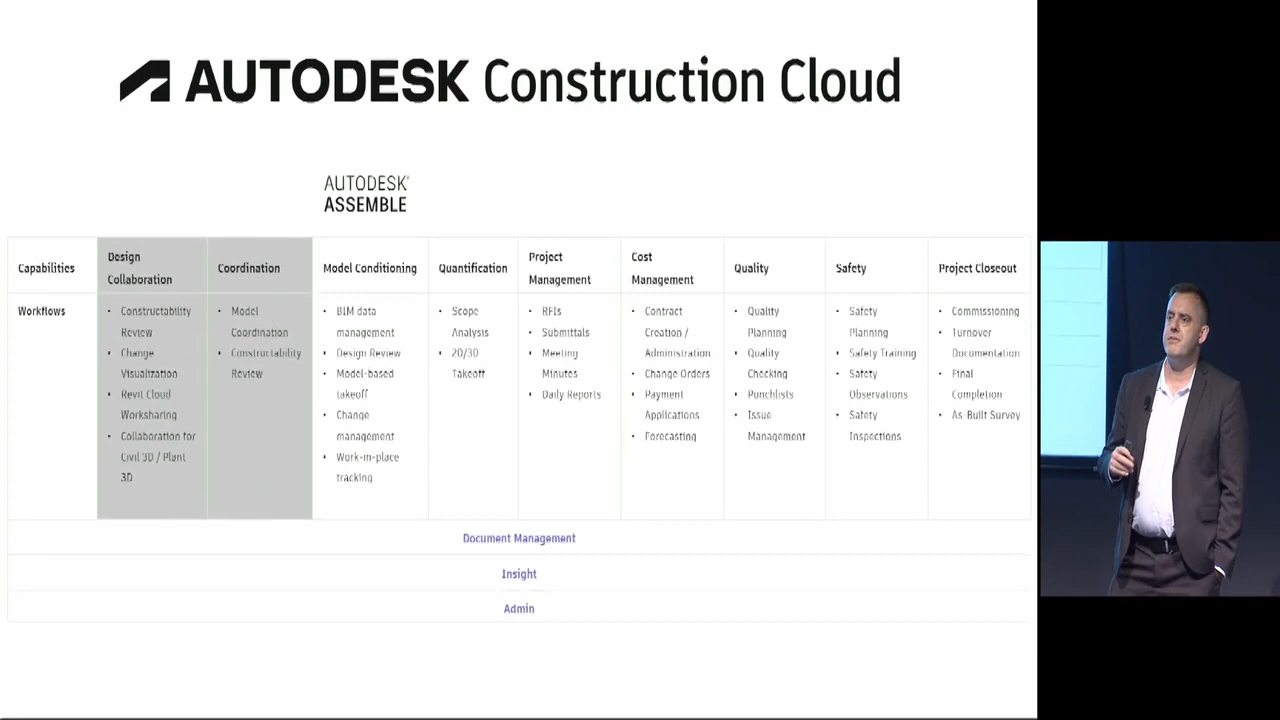 AUTODESK Construction Cloud
AUTODESK®
ASSEMBLE
Capabilities
Design
Collaboration
Coordination
Model Conditioning
Quantification
Project
Management
Cost
Management
Quality
Safety
Project Closeout
Workflows
• Constructability
Review
• Change
Visualization
• Revit Cloud
Worksharing
• Collaboration for
Civil 3D / Plant
3D
• Model
Coordination
• Constructability
Review
• BIM data
management
• Design Review
• Model-based
takeoff
• Change
management
• Work-in-place
tracking
• Scope
Analysis
• 2D/3D
Takeoff
• RFIs
• Submittals
• Meeting
Minutes
• Daily Reports
• Contract
Creation /
Administration
• Change Orders
• Payment
Applications
• Forecasting
• Quality
Planning
• Quality
Checking
• Punchlists
• Issue
Management
• Safety
Planning
• Safety Training
• Safety
Observations
• Safety
Inspections
• Commissioning
• Turnover
Documentation
• Final
Completion
• As-Built Survey
Document Management
Insight
Admin